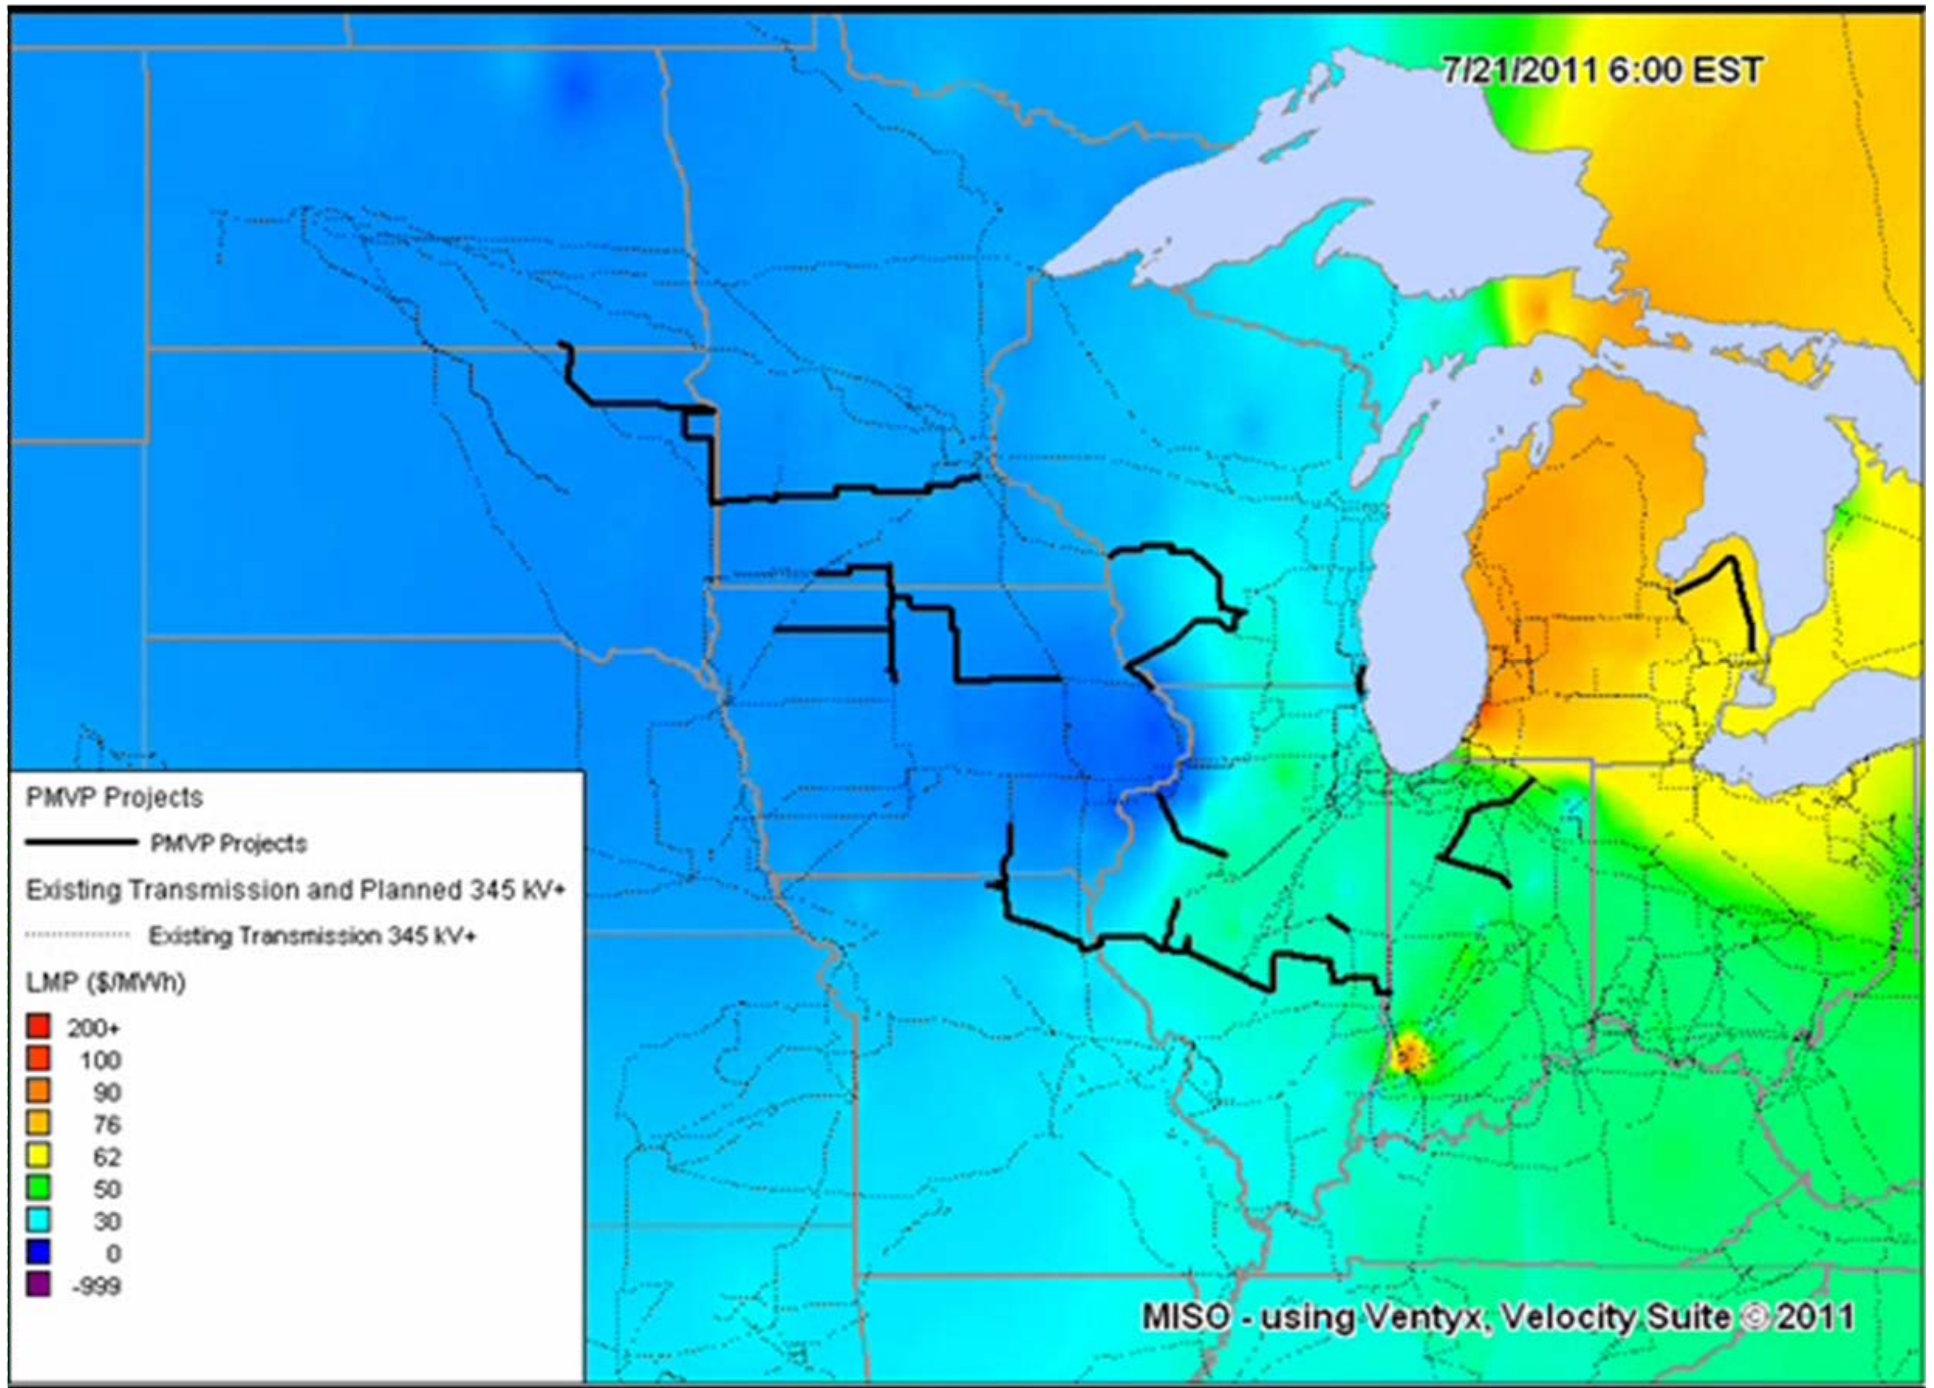 7/21/2011 6:00 EST
PMVP Projects
PMVP Projects
Existing Transmission and Planned 345 kV+
Existing Transmission 345 kV+
LMP ($/MWh)
200+
100
90
76
62
50
30
0
-999
MISO - using Ventyx, Velocity Suite © 2011